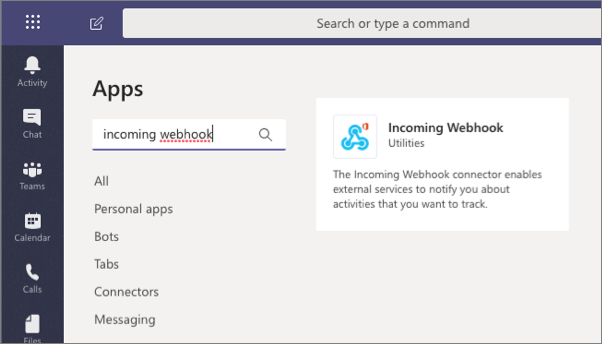 Search or type a command
Activity
Chat
Teams
Calendar
Calls
Files
Apps
incoming webhook
All
Personal apps
Bots
Tabs
Connectors
Messaging
Incoming Webhook
Utilities
The Incoming Webhook connector enables
external services to notify you about
activities that you want to track.